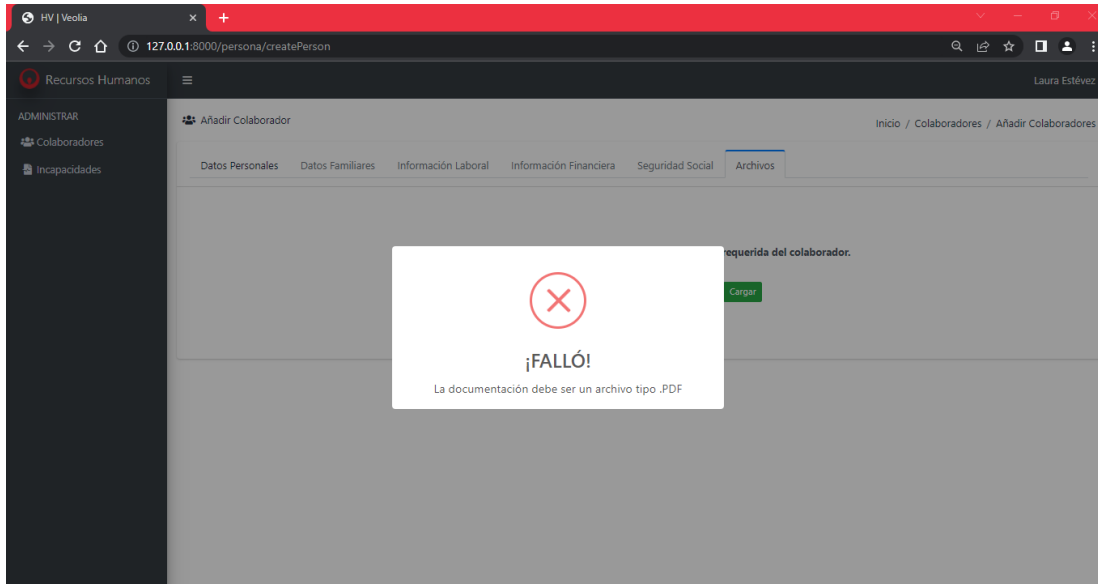 HV | Veolia
127.0.0.1:8000/persona/createPerson
Recursos Humanos
Laura Estévez
ADMINISTRAR
Colaboradores
Incapacidades
Añadir Colaborador
Inicio / Colaboradores / Añadir Colaboradores
Datos Personales Datos Familiares Información Laboral Información Financiera Seguridad Social Archivos
requerida del colaborador.
Cargar
¡FALLÓ!
La documentación debe ser un archivo tipo .PDF